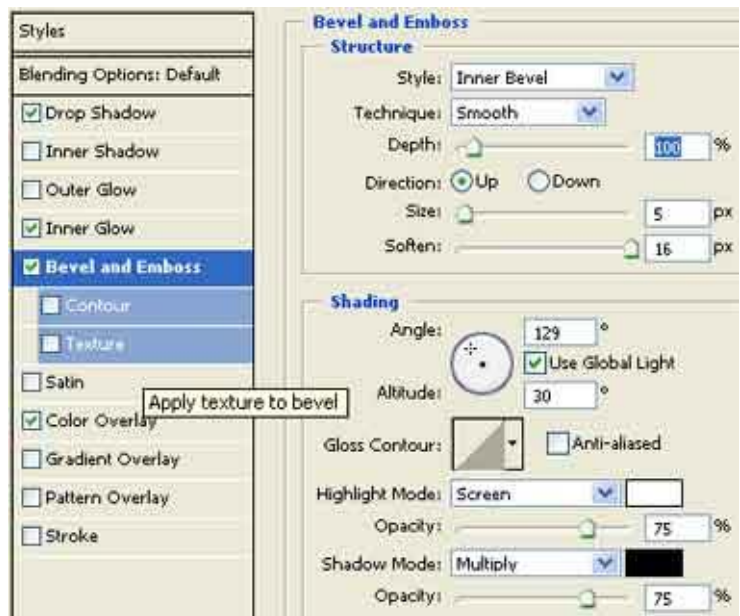 Styles
Blending Options: Default
Drop Shadow
Inner Shadow
Outer Glow
Inner Glow
Bevel and Emboss
Contour
Texture
Satin
Apply texture to bevel
Color Overlay
Gradient Overlay
Pattern Overlay
Stroke
Bevel and Emboss
Structure
Style: Inner Bevel
Technique: Smooth
Depth: 100 %
Direction: Up Down
Size: 5 px
Soften: 16 px
Shading
Angle: 129 °
Use Global Light
Altitude: 30 °
Gloss Contour: Anti-aliased
Highlight Mode: Screen
Opacity: 75 %
Shadow Mode: Multiply
Opacity: 75 %